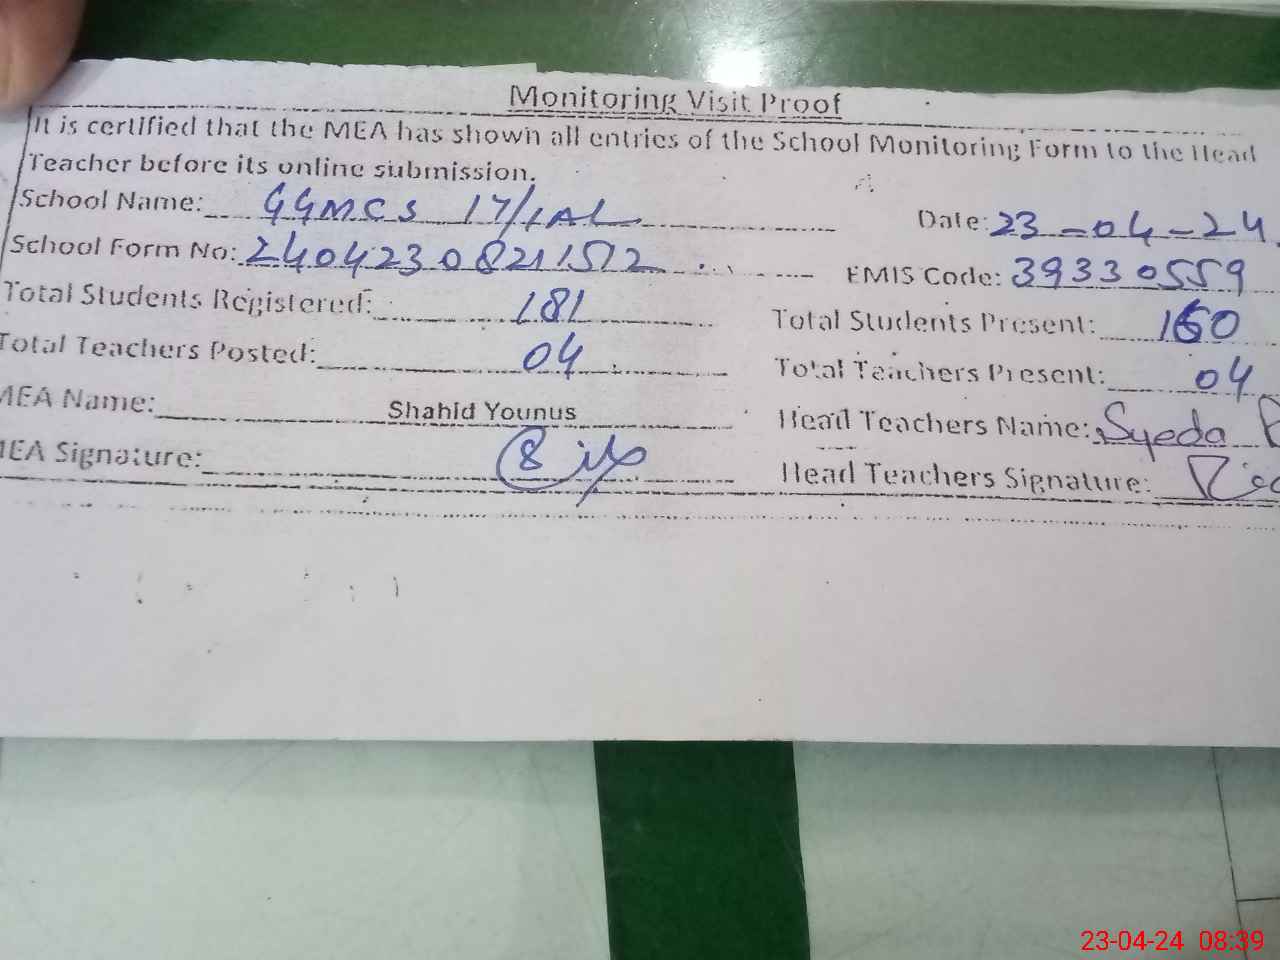 Monitoring Visit Proof
It is certified that the MEA has shown all entries of the School Monitoring Form to the Head
Teacher before its online submission.
School Name: GGMCS 17/1AL Date: 23-04-24
School Form No: 24042308211512 EMIS Code: 39330559
Total Students Registered: 181 Total Students Present: 160
Total Teachers Posted: 04 Total Teachers Present: 04
MEA Name: Shahid Younus Head Teachers Name: Syeda
MEA Signature: Head Teachers Signature:
23-04-24 08:39